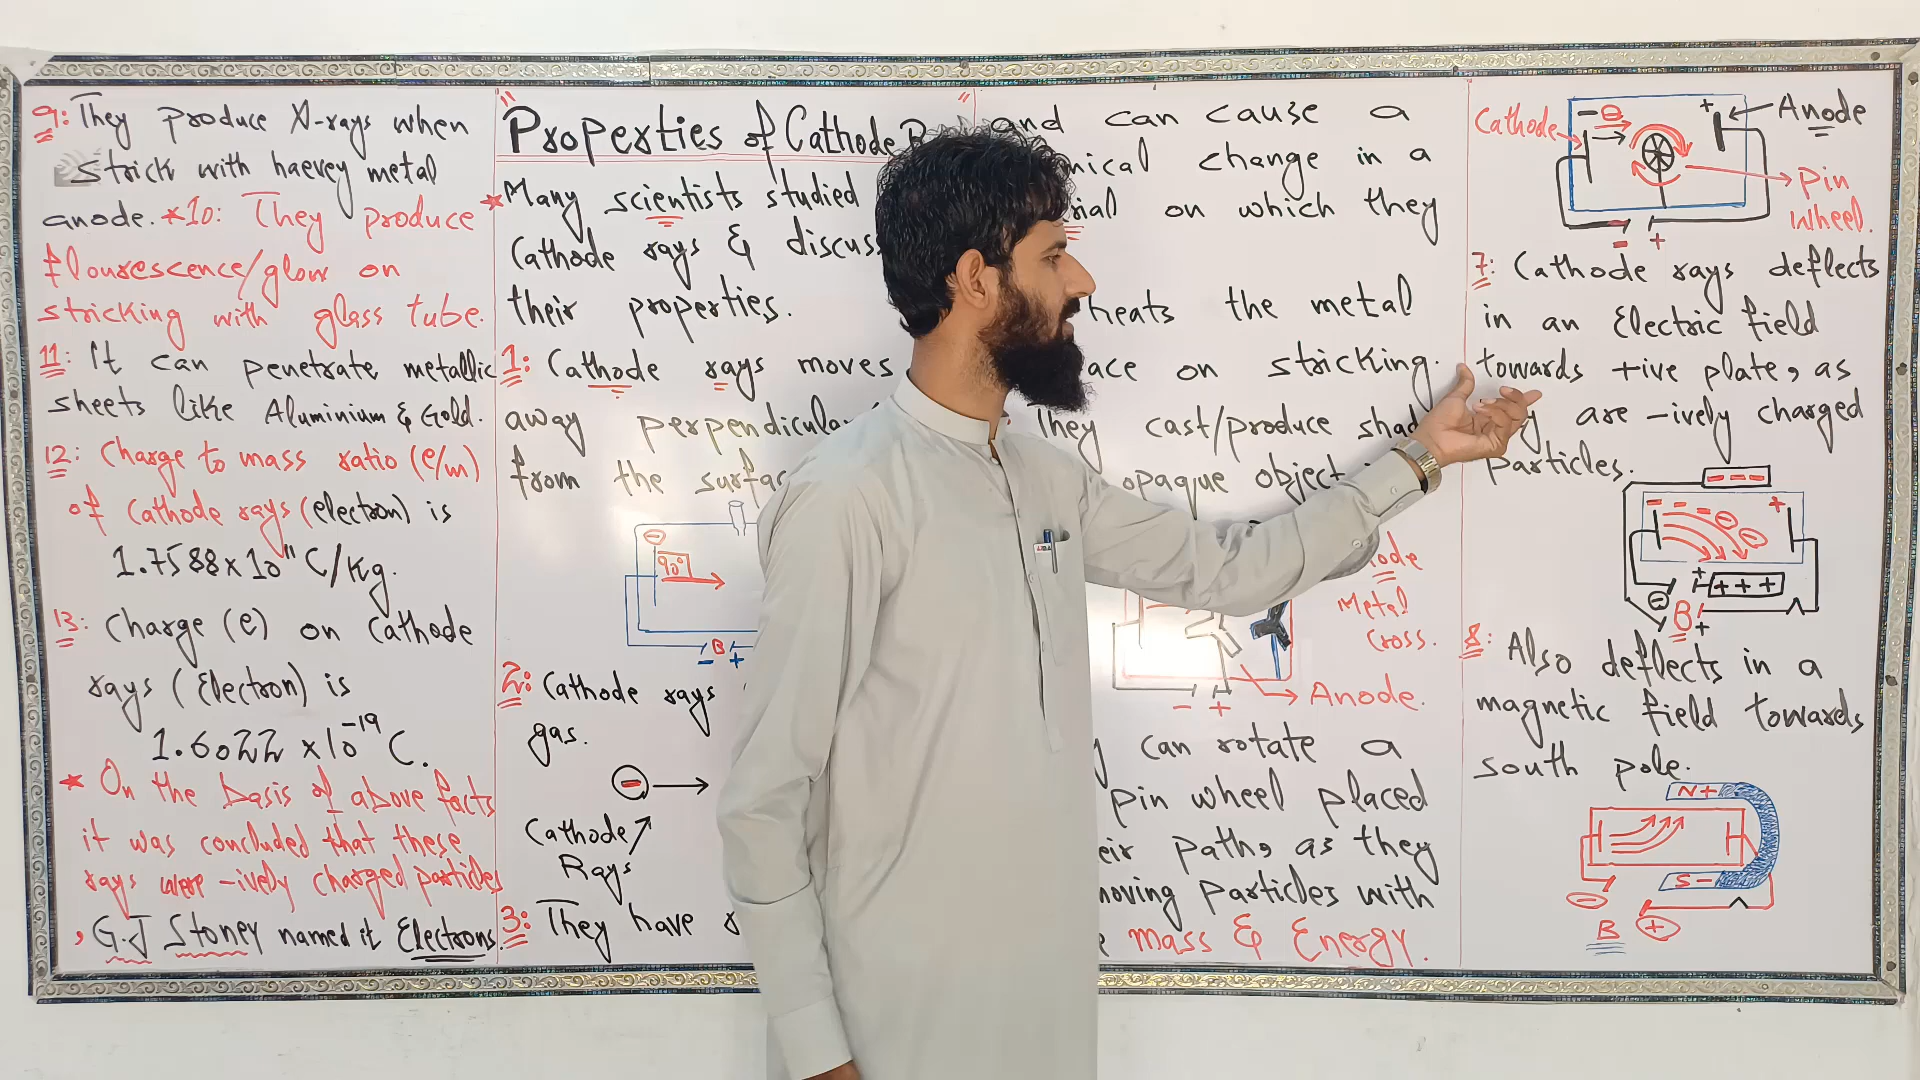 Properties of Cathode
*Many scientists studied
Cathode rays & discuss
their properties.
1: Cathode rays moves
away perpendicular
from the surfac
90°
- B +
2: Cathode rays
gas.
Cathode
Rays
3: They have
and can cause a
mical change in a
rial on which they
heats the metal
ace on stricking.
They cast/produce shad
opaque object
ode
Metal
Cross.
- +
Anode.
can rotate a
pin wheel placed
eir path, as they
moving particles with
mass & Energy.
Cathode
- +
Anode
Pin
Wheel.
- +
7: Cathode rays deflects
in an Electric field
towards +ive plate, as
y are -ively charged
particles.
- - -
- - - - - +
+ + + +
- B +
8: Also deflects in a
magnetic field towards
south pole.
N+
S-
- B +
9: They produce X-rays when
strick with haevey metal
anode. *10: They produce
flourescence/glow on
stricking with glass tube.
11: It can penetrate metallic
sheets like Aluminium & Gold.
12: Charge to mass ratio (e/m)
of Cathode rays (electron) is
1.7588x10¹¹ C/Kg.
13: Charge (e) on Cathode
rays (Electron) is
1.6022 x10⁻¹⁹ C.
* On the basis of above facts
it was concluded that these
rays were -ively charged particles
, G.J Stoney named it Electrons.